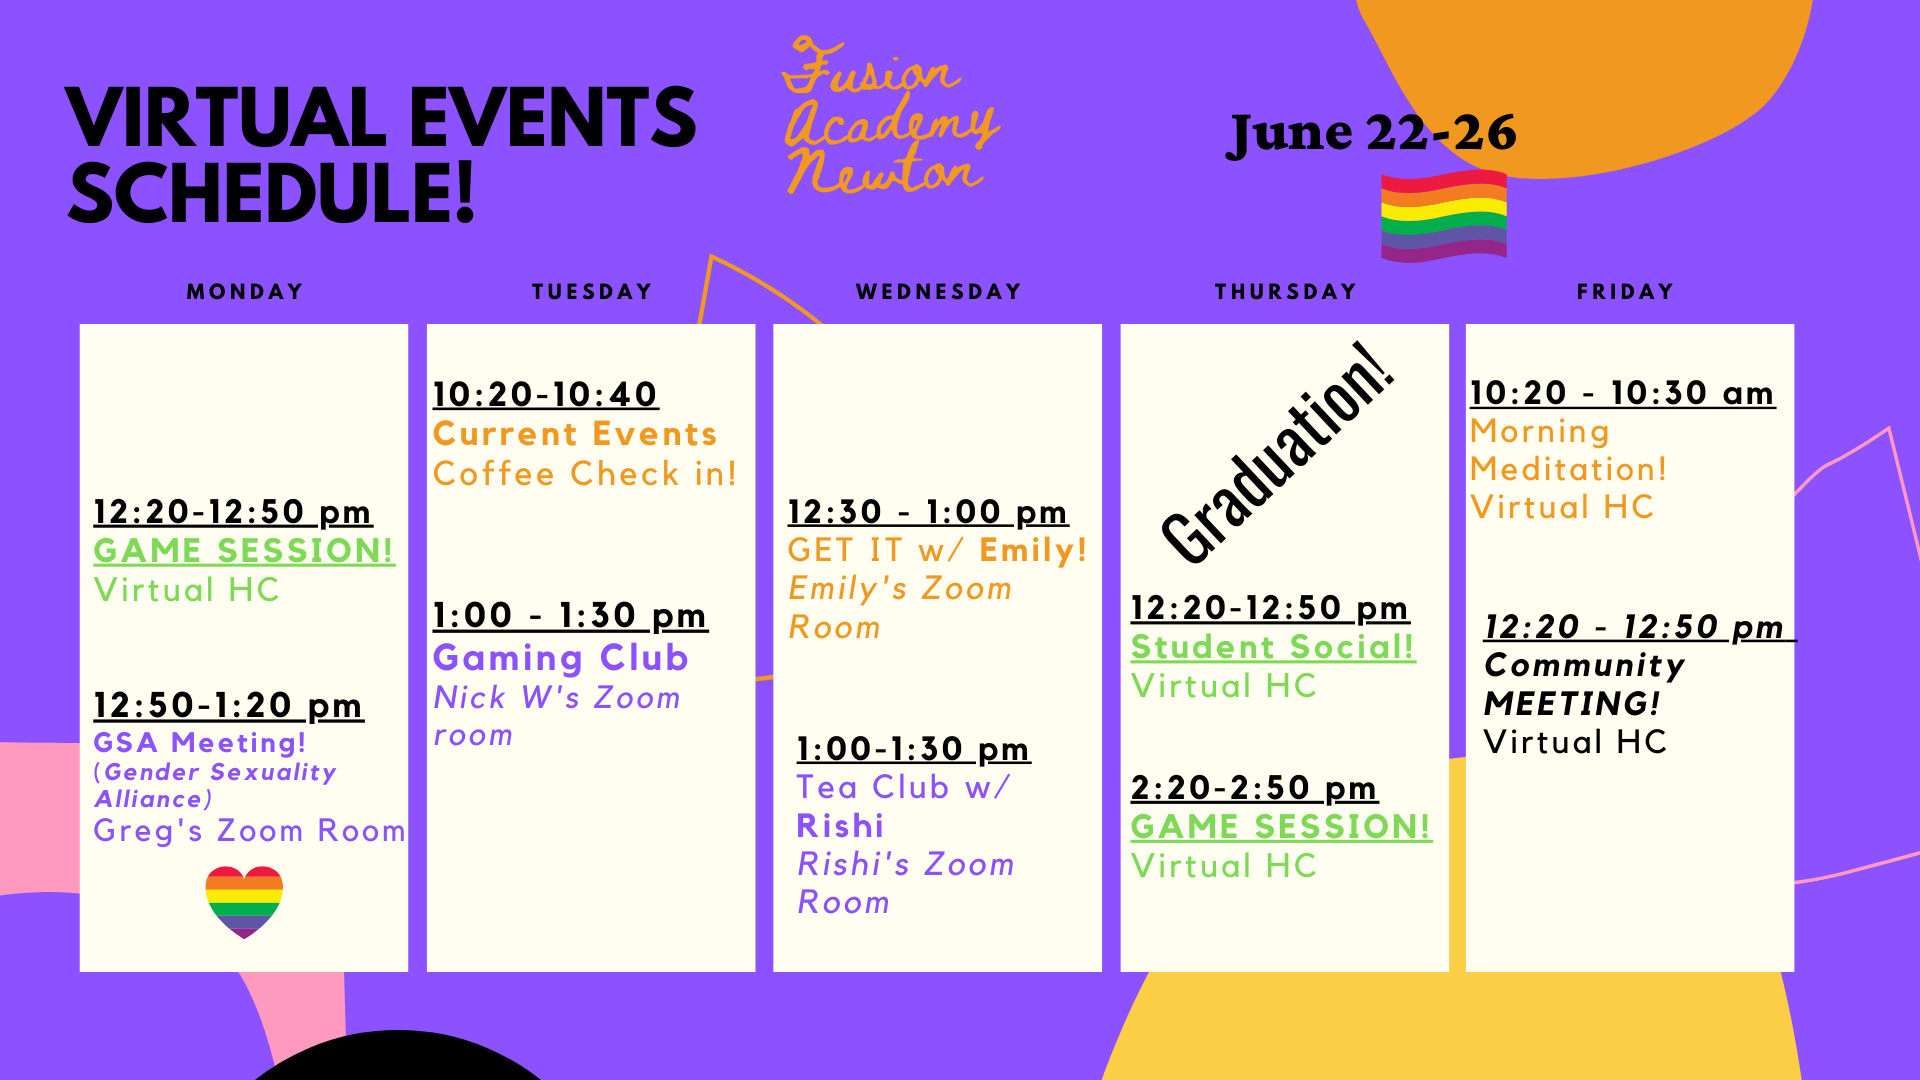 VIRTUAL EVENTS
SCHEDULE!
Fusion
Academy
Newton
June 22-26
MONDAY
12:20-12:50 pm
GAME SESSION!
Virtual HC
12:50-1:20 pm
GSA Meeting!
(Gender Sexuality
Alliance)
Greg's Zoom Room
TUESDAY
10:20-10:40
Current Events
Coffee Check in!
1:00 - 1:30 pm
Gaming Club
Nick W's Zoom
room
WEDNESDAY
12:30 - 1:00 pm
GET IT w/ Emily!
Emily's Zoom
Room
1:00-1:30 pm
Tea Club w/
Rishi
Rishi's Zoom
Room
THURSDAY
Graduation!
12:20-12:50 pm
Student Social!
Virtual HC
2:20-2:50 pm
GAME SESSION!
Virtual HC
FRIDAY
10:20 - 10:30 am
Morning
Meditation!
Virtual HC
12:20 - 12:50 pm
Community
MEETING!
Virtual HC